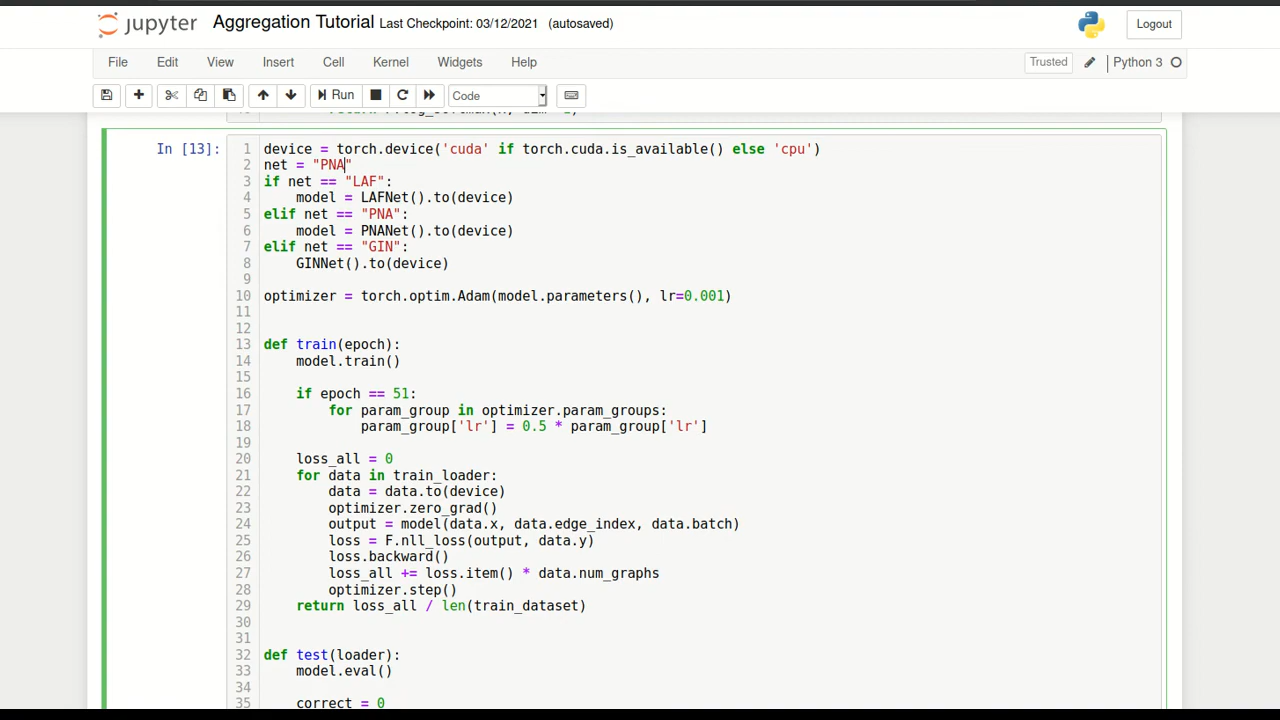 jupyter Aggregation Tutorial Last Checkpoint: 03/12/2021 (autosaved) Logout
File Edit View Insert Cell Kernel Widgets Help Trusted Python 3
Run Code
In [13]:
1 device = torch.device('cuda' if torch.cuda.is_available() else 'cpu')
2 net = "PNA"
3 if net == "LAF":
4 model = LAFNet().to(device)
5 elif net == "PNA":
6 model = PNANet().to(device)
7 elif net == "GIN":
8 GINNet().to(device)
9
10 optimizer = torch.optim.Adam(model.parameters(), lr=0.001)
11
12
13 def train(epoch):
14 model.train()
15
16 if epoch == 51:
17 for param_group in optimizer.param_groups:
18 param_group['lr'] = 0.5 * param_group['lr']
19
20 loss_all = 0
21 for data in train_loader:
22 data = data.to(device)
23 optimizer.zero_grad()
24 output = model(data.x, data.edge_index, data.batch)
25 loss = F.nll_loss(output, data.y)
26 loss.backward()
27 loss_all += loss.item() * data.num_graphs
28 optimizer.step()
29 return loss_all / len(train_dataset)
30
31
32 def test(loader):
33 model.eval()
34
35 correct = 0